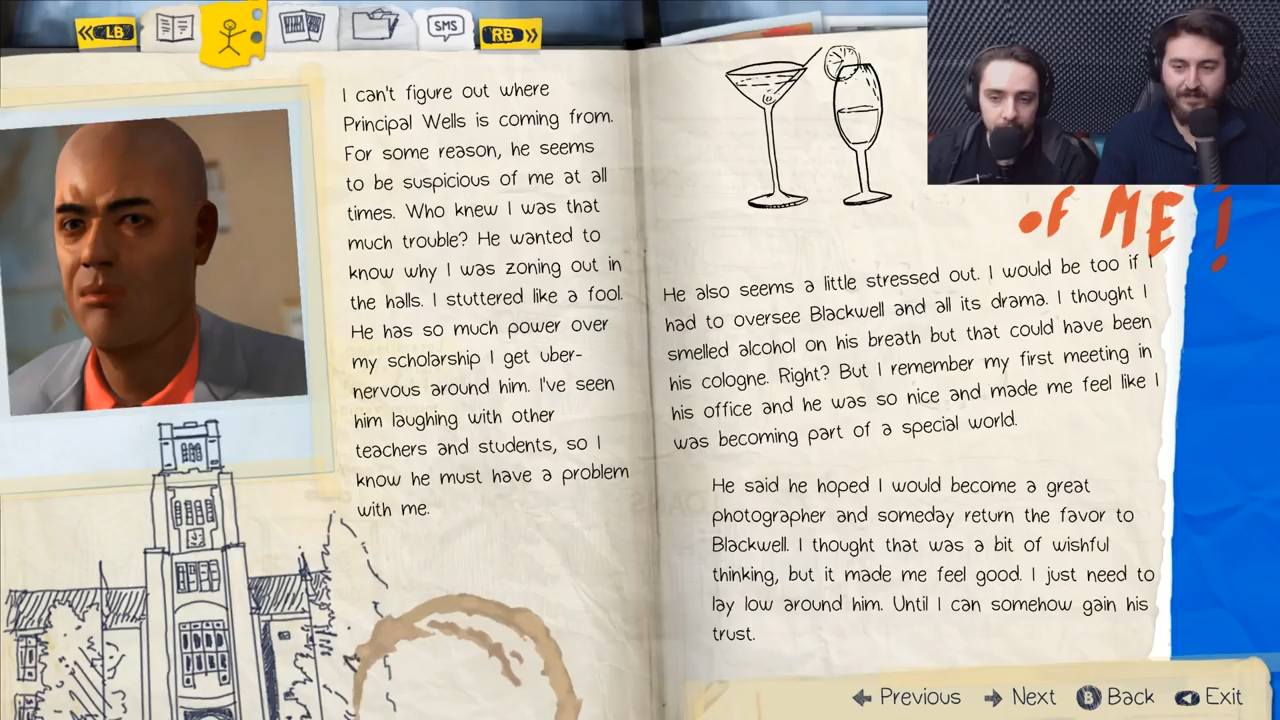 LB
SMS
RB
I can't figure out where
Principal Wells is coming from.
For some reason, he seems
to be suspicious of me at all
times. Who knew I was that
much trouble? He wanted to
know why I was zoning out in
the halls. I stuttered like a fool.
He has so much power over
my scholarship I get uber-
nervous around him. I've seen
him laughing with other
teachers and students, so I
know he must have a problem
with me.
of ME!
He also seems a little stressed out. I would be too if I
had to oversee Blackwell and all its drama. I thought I
smelled alcohol on his breath but that could have been
his cologne. Right? But I remember my first meeting in
his office and he was so nice and made me feel like I
was becoming part of a special world.
He said he hoped I would become a great
photographer and someday return the favor to
Blackwell. I thought that was a bit of wishful
thinking, but it made me feel good. I just need to
lay low around him. Until I can somehow gain his
trust.
Previous Next B Back Exit